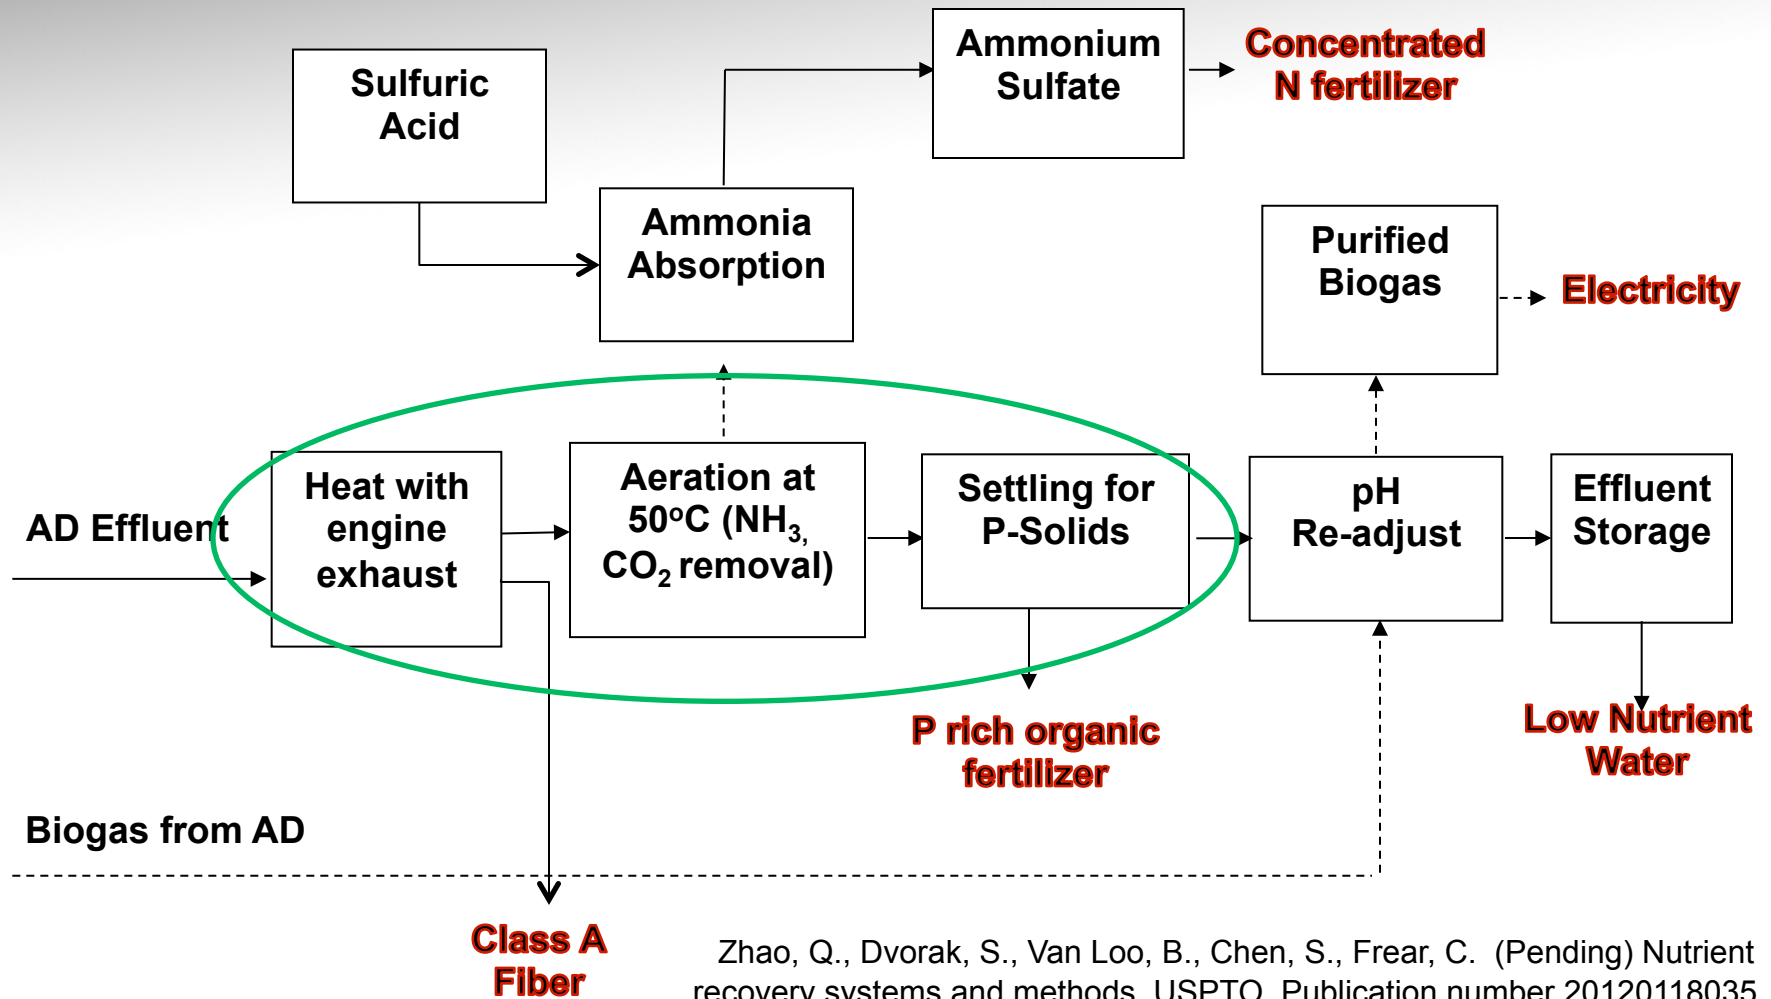 Sulfuric
Acid
Ammonium
Sulfate
Concentrated
N fertilizer
Ammonia
Absorption
Purified
Biogas
Electricity
AD Effluent
Heat with
engine
exhaust
Aeration at
50°C (NH₃,
CO₂ removal)
Settling for
P-Solids
pH
Re-adjust
Effluent
Storage
P rich organic
fertilizer
Low Nutrient
Water
Biogas from AD
Class A
Fiber
Zhao, Q., Dvorak, S., Van Loo, B., Chen, S., Frear, C. (Pending) Nutrient
recovery systems and methods, USPTO, Publication number 20120118035